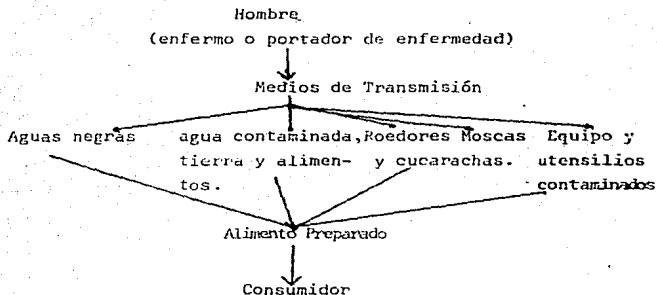 Hombre
(enfermo o portador de enfermedad)
Medios de Transmisión
Aguas negras agua contaminada, Roedores Moscas Equipo y
tierra y alimen- y cucarachas. utensilios
tos. contaminados
Alimento Preparado
Consumidor